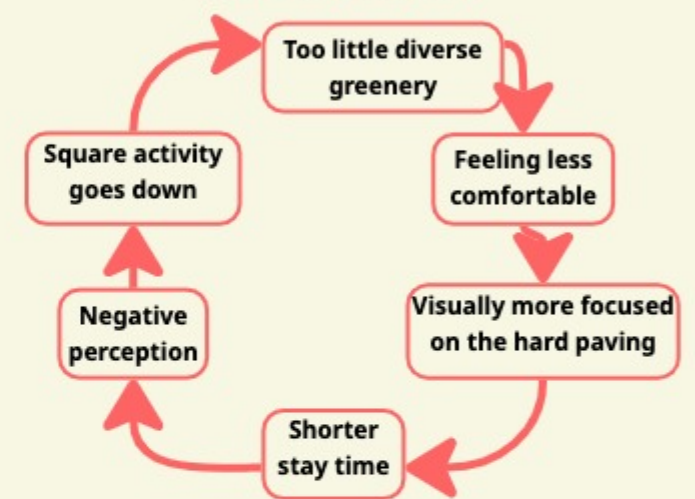 Too little diverse
greenery
Feeling less
comfortable
Visually more focused
on the hard paving
Shorter
stay time
Negative
perception
Square activity
goes down